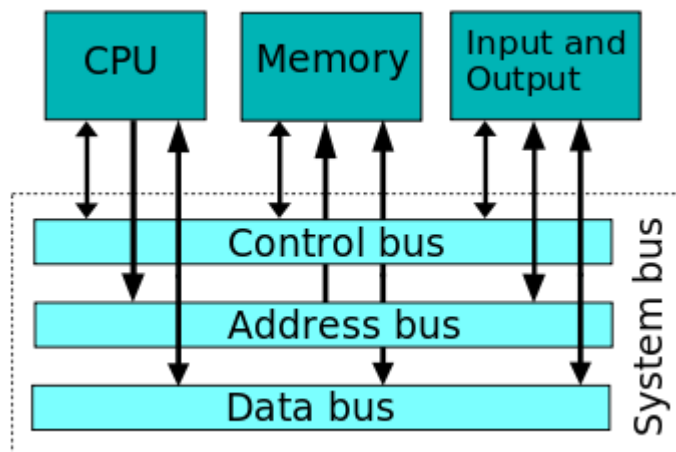 CPU
Memory
Input and
Output
Control bus
Address bus
Data bus
System bus